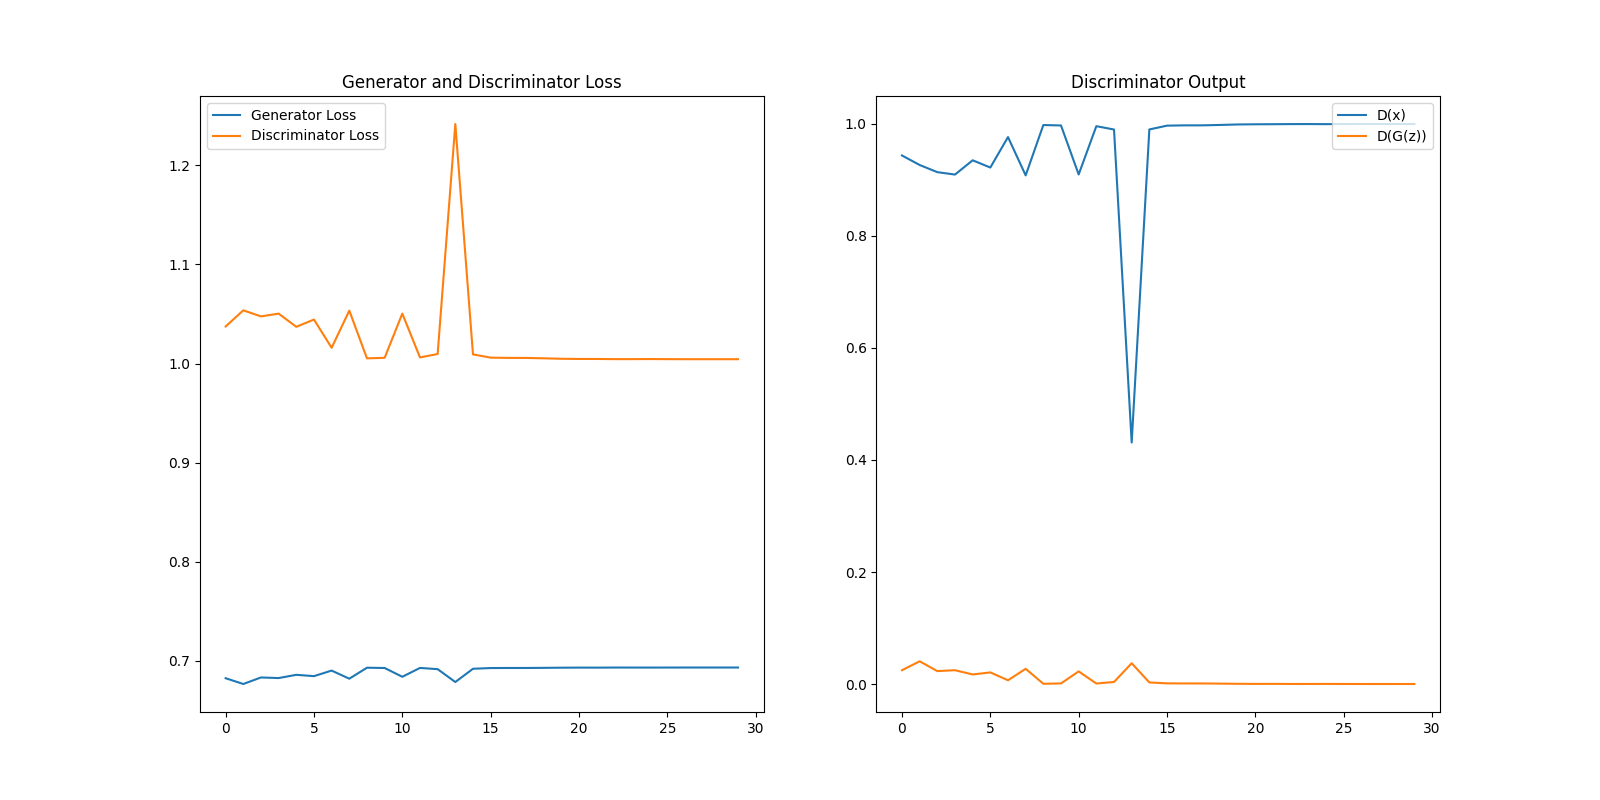 Generator and Discriminator Loss
Generator Loss
Discriminator Loss
1.2
1.1
1.0
0.9
0.8
0.7
0 5 10 15 20 25 30
Discriminator Output
D(x)
D(G(z))
1.0
0.8
0.6
0.4
0.2
0.0
0 5 10 15 20 25 30